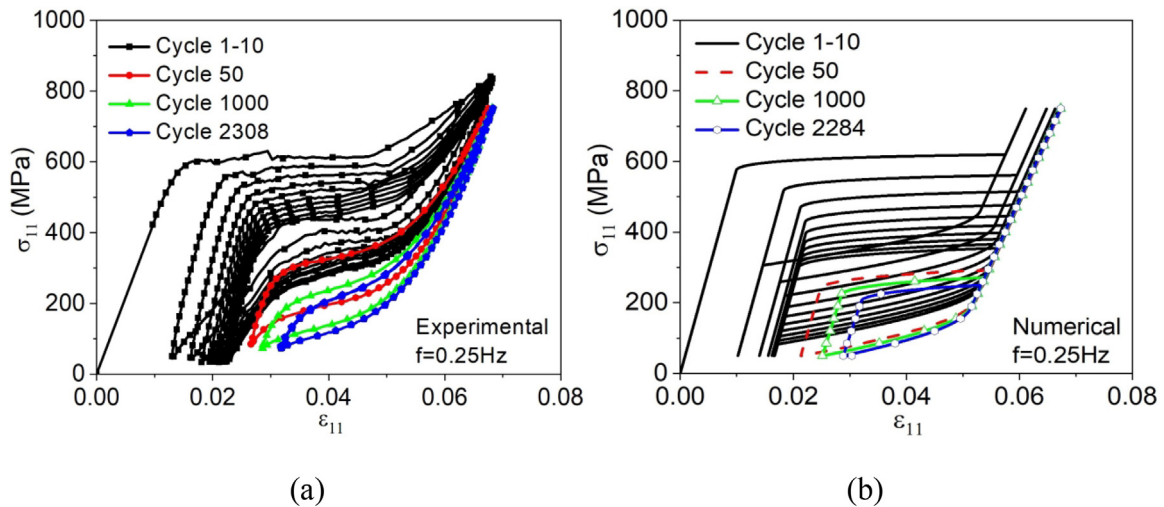 1000
800
600
400
200
0
σ11 (MPa)
Cycle 1-10
Cycle 50
Cycle 1000
Cycle 2308
Experimental
f=0.25Hz
0.00 0.02 0.04 0.06 0.08
ε11
(a)
1000
800
600
400
200
0
σ11 (MPa)
Cycle 1-10
Cycle 50
Cycle 1000
Cycle 2284
Numerical
f=0.25Hz
0.00 0.02 0.04 0.06 0.08
ε11
(b)